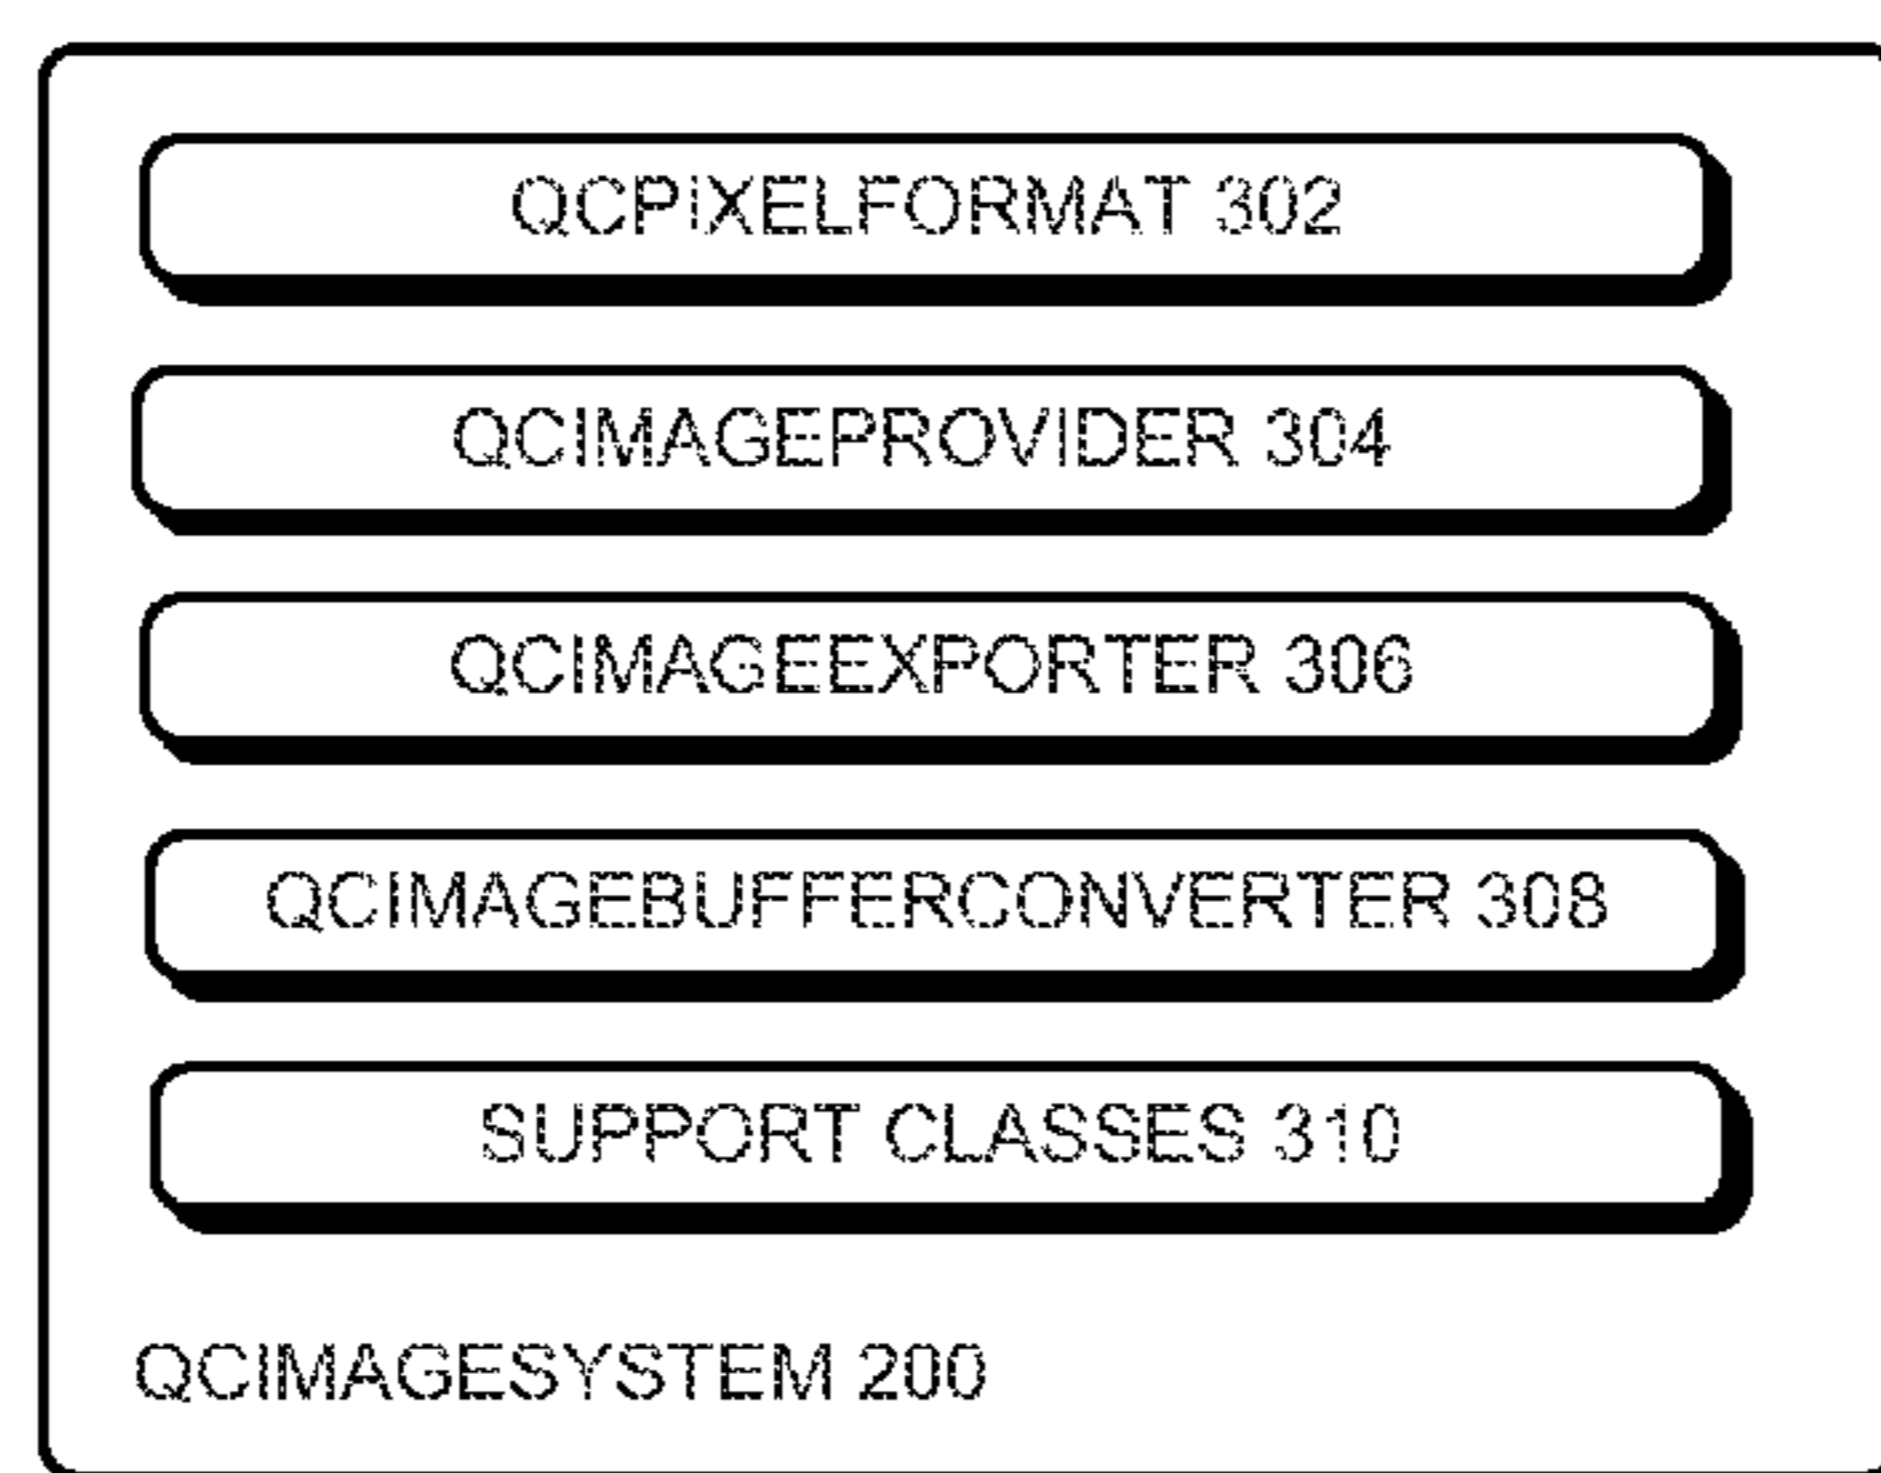 QCPIXELFORMAT 302
QCIMAGEPROVIDER 304
QCIMAGEEXPORTER 306
QCIMAGEBUFFERCONVERTER 308
SUPPORT CLASSES 310
QCIMAGESYSTEM 200